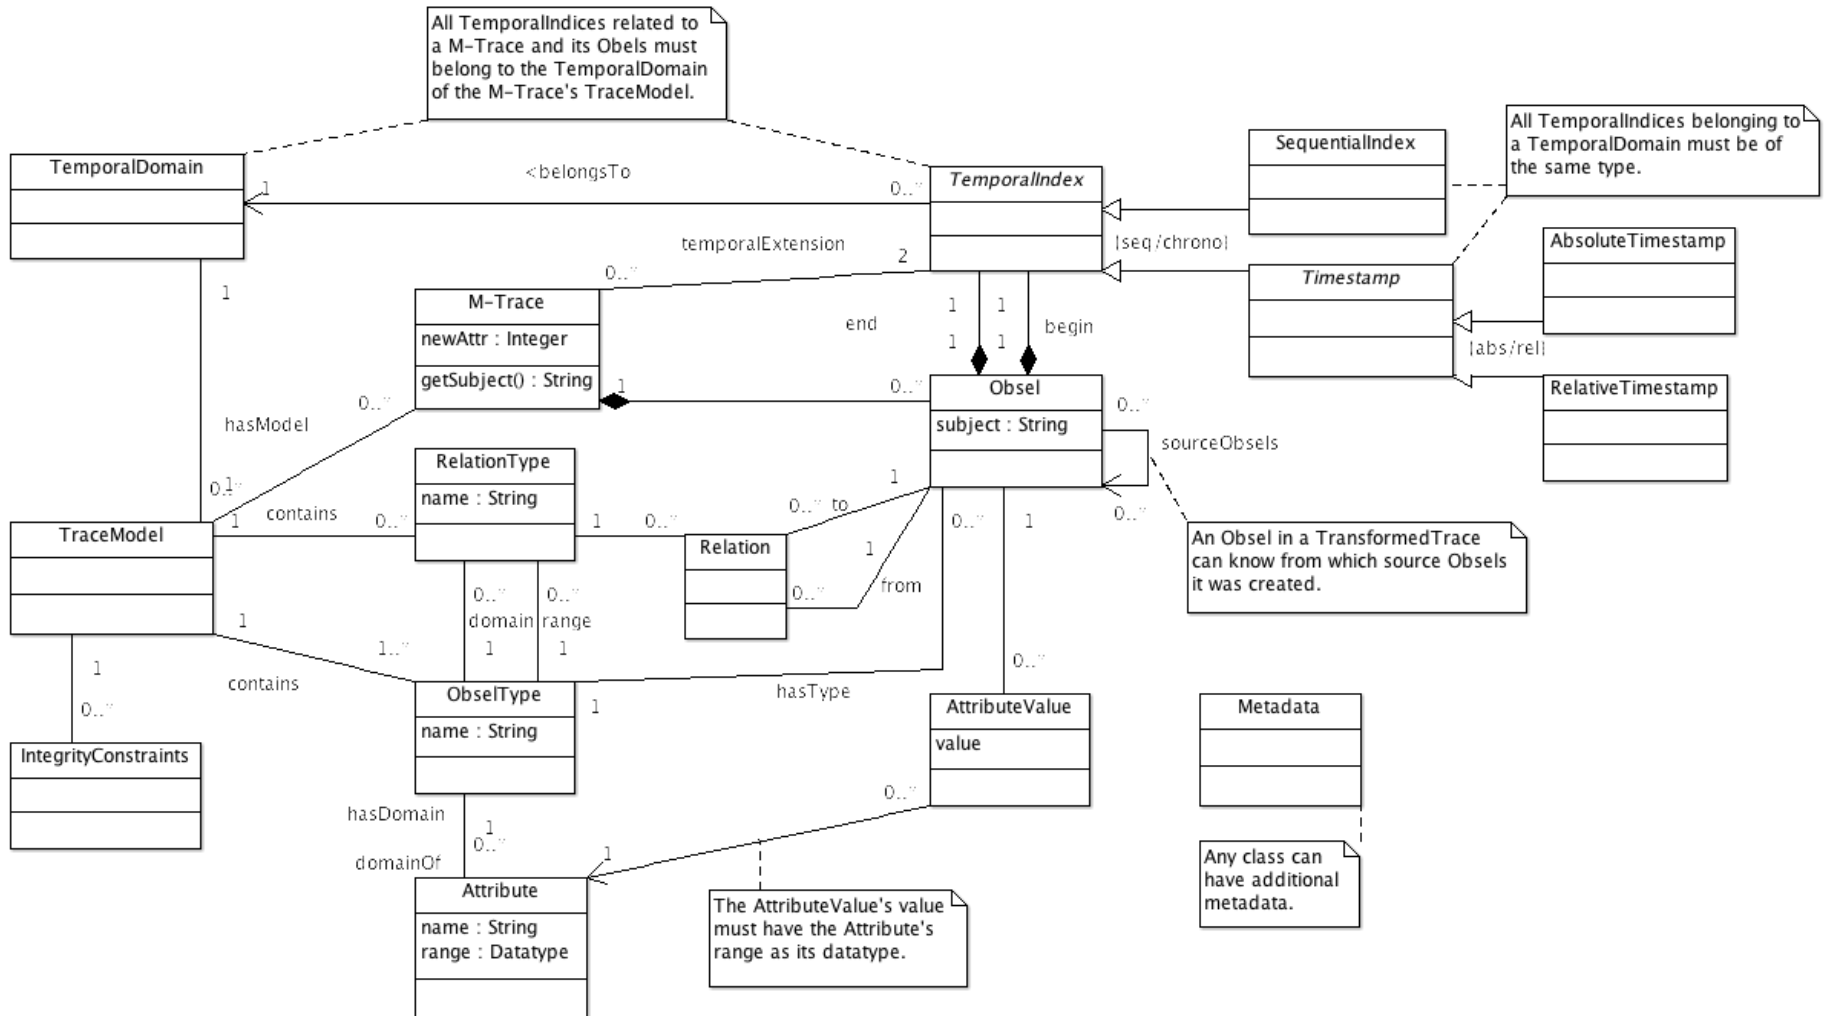 All TemporalIndices related to
a M-Trace and its Obels must
belong to the TemporalDomain
of the M-Trace's TraceModel.
All TemporalIndices belonging to
a TemporalDomain must be of
the same type.
TemporalDomain
1
<belongsTo
0..*
TemporalIndex
SequentialIndex
{seq/chrono}
AbsoluteTimestamp
Timestamp
{abs/rel}
RelativeTimestamp
temporalExtension
0..*
2
1
M-Trace
newAttr : Integer
getSubject() : String
1
0..*
end
1
1
begin
1
1
Obsel
subject : String
0..*
sourceObsels
0..*
hasModel
0..*
1
0..*
RelationType
name : String
TraceModel
1
contains
0..*
1
0..*
0..*
to
1
Relation
1
from
0..*
0..*
1
An Obsel in a TransformedTrace
can know from which source Obsels
it was created.
0..*
0..*
domain
range
1
1
1
contains
1..*
ObselType
name : String
1
hasType
0..*
1
0..*
IntegrityConstraints
AttributeValue
value
Metadata
Any class can
have additional
metadata.
hasDomain
1
0..*
domainOf
0..*
1
Attribute
name : String
range : Datatype
The AttributeValue's value
must have the Attribute's
range as its datatype.